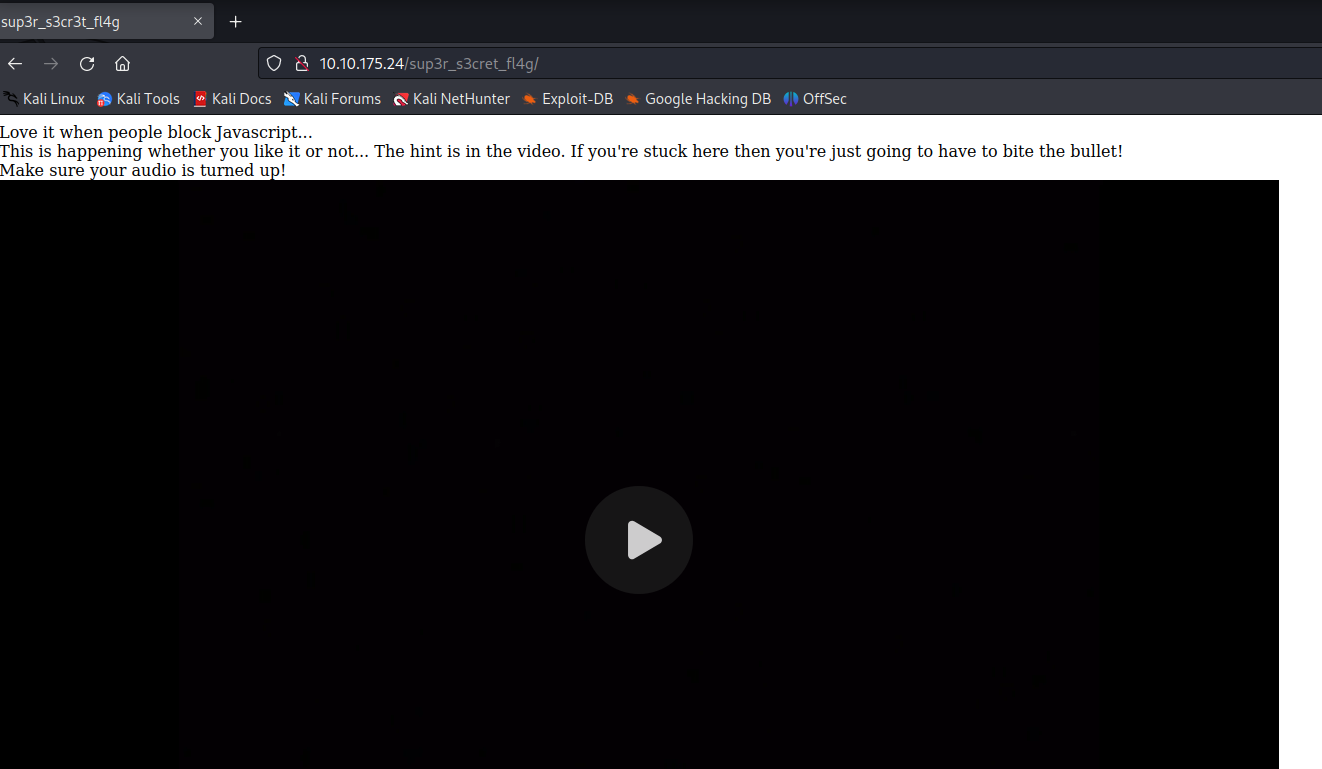 sup3r_s3cr3t_fl4g
10.10.175.24/sup3r_s3cret_fl4g/
Kali Linux Kali Tools Kali Docs Kali Forums Kali NetHunter Exploit-DB Google Hacking DB OffSec
Love it when people block Javascript...
This is happening whether you like it or not... The hint is in the video. If you're stuck here then you're just going to have to bite the bullet!
Make sure your audio is turned up!